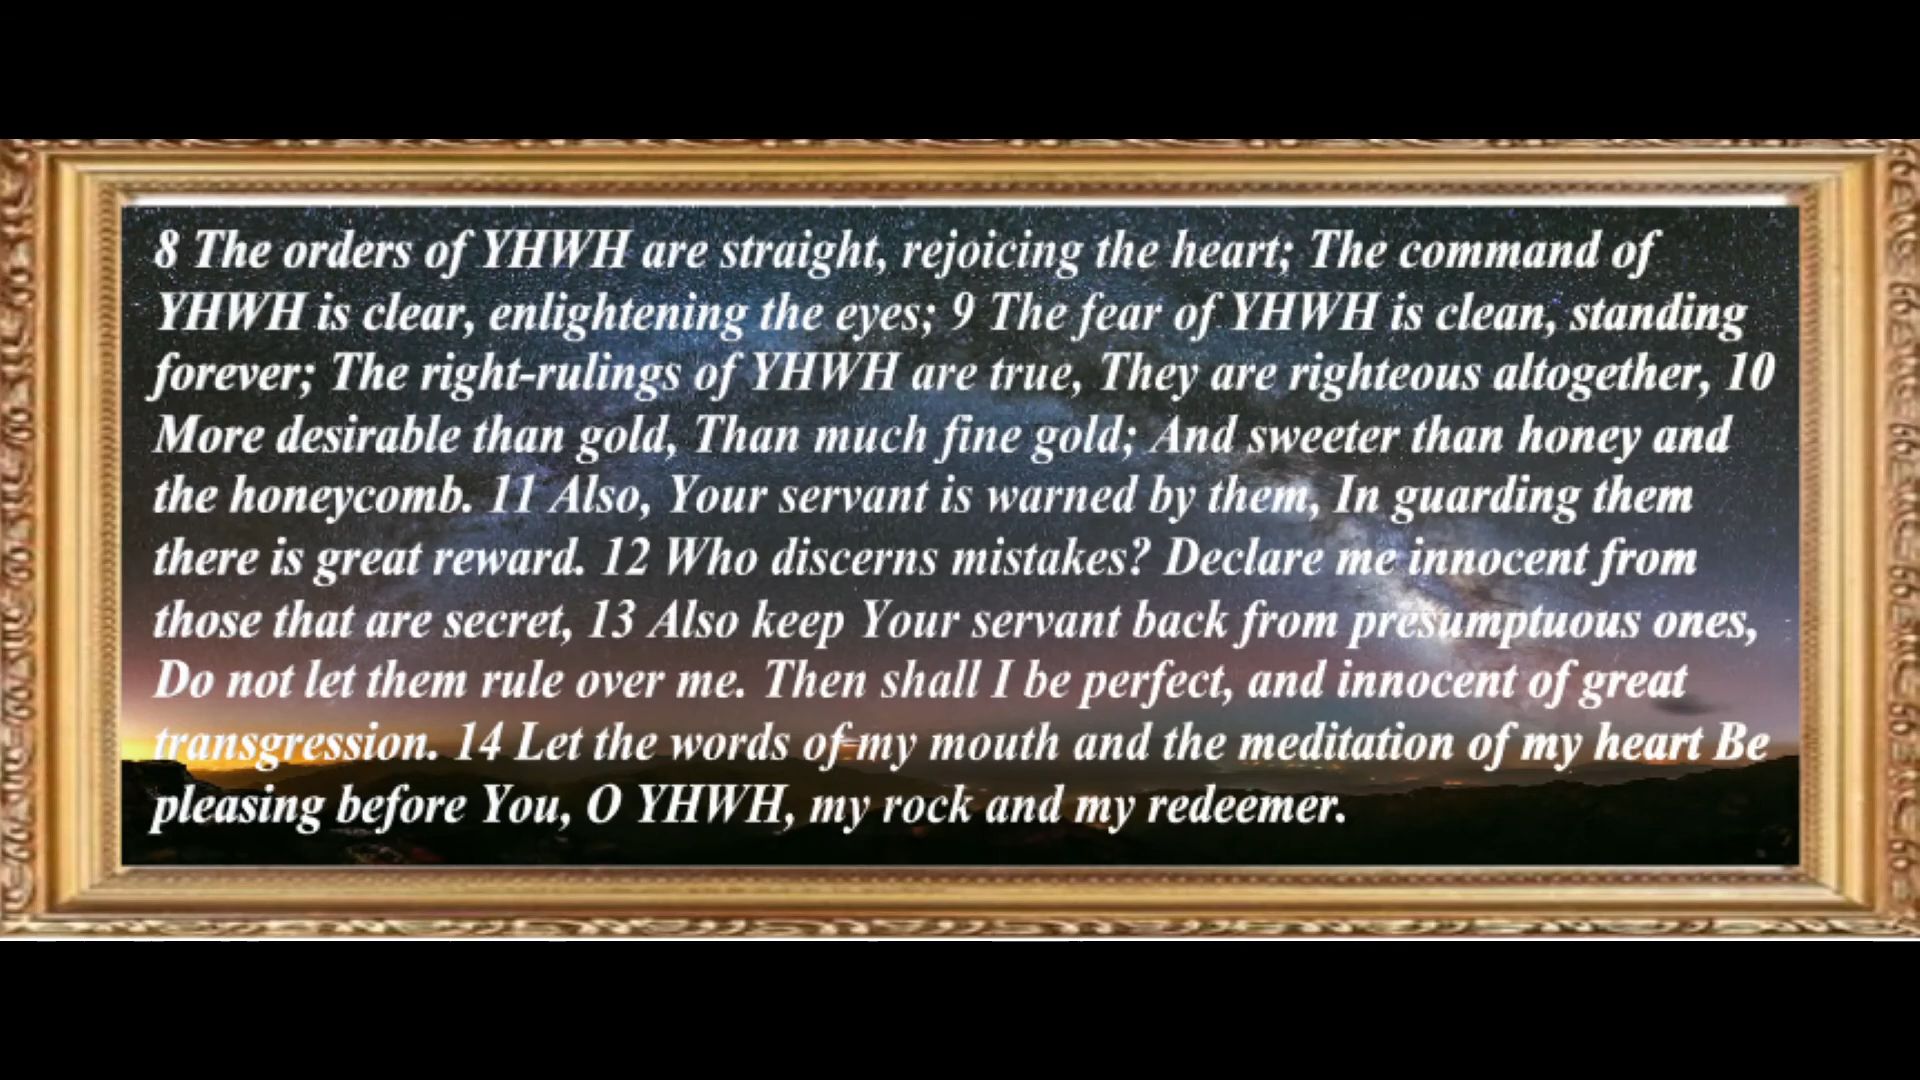 8 The orders of YHWH are straight, rejoicing the heart; The command of
YHWH is clear, enlightening the eyes; 9 The fear of YHWH is clean, standing
forever; The right-rulings of YHWH are true, They are righteous altogether, 10
More desirable than gold, Than much fine gold; And sweeter than honey and
the honeycomb. 11 Also, Your servant is warned by them, In guarding them
there is great reward. 12 Who discerns mistakes? Declare me innocent from
those that are secret, 13 Also keep Your servant back from presumptuous ones,
Do not let them rule over me. Then shall I be perfect, and innocent of great
transgression. 14 Let the words of my mouth and the meditation of my heart Be
pleasing before You, O YHWH, my rock and my redeemer.